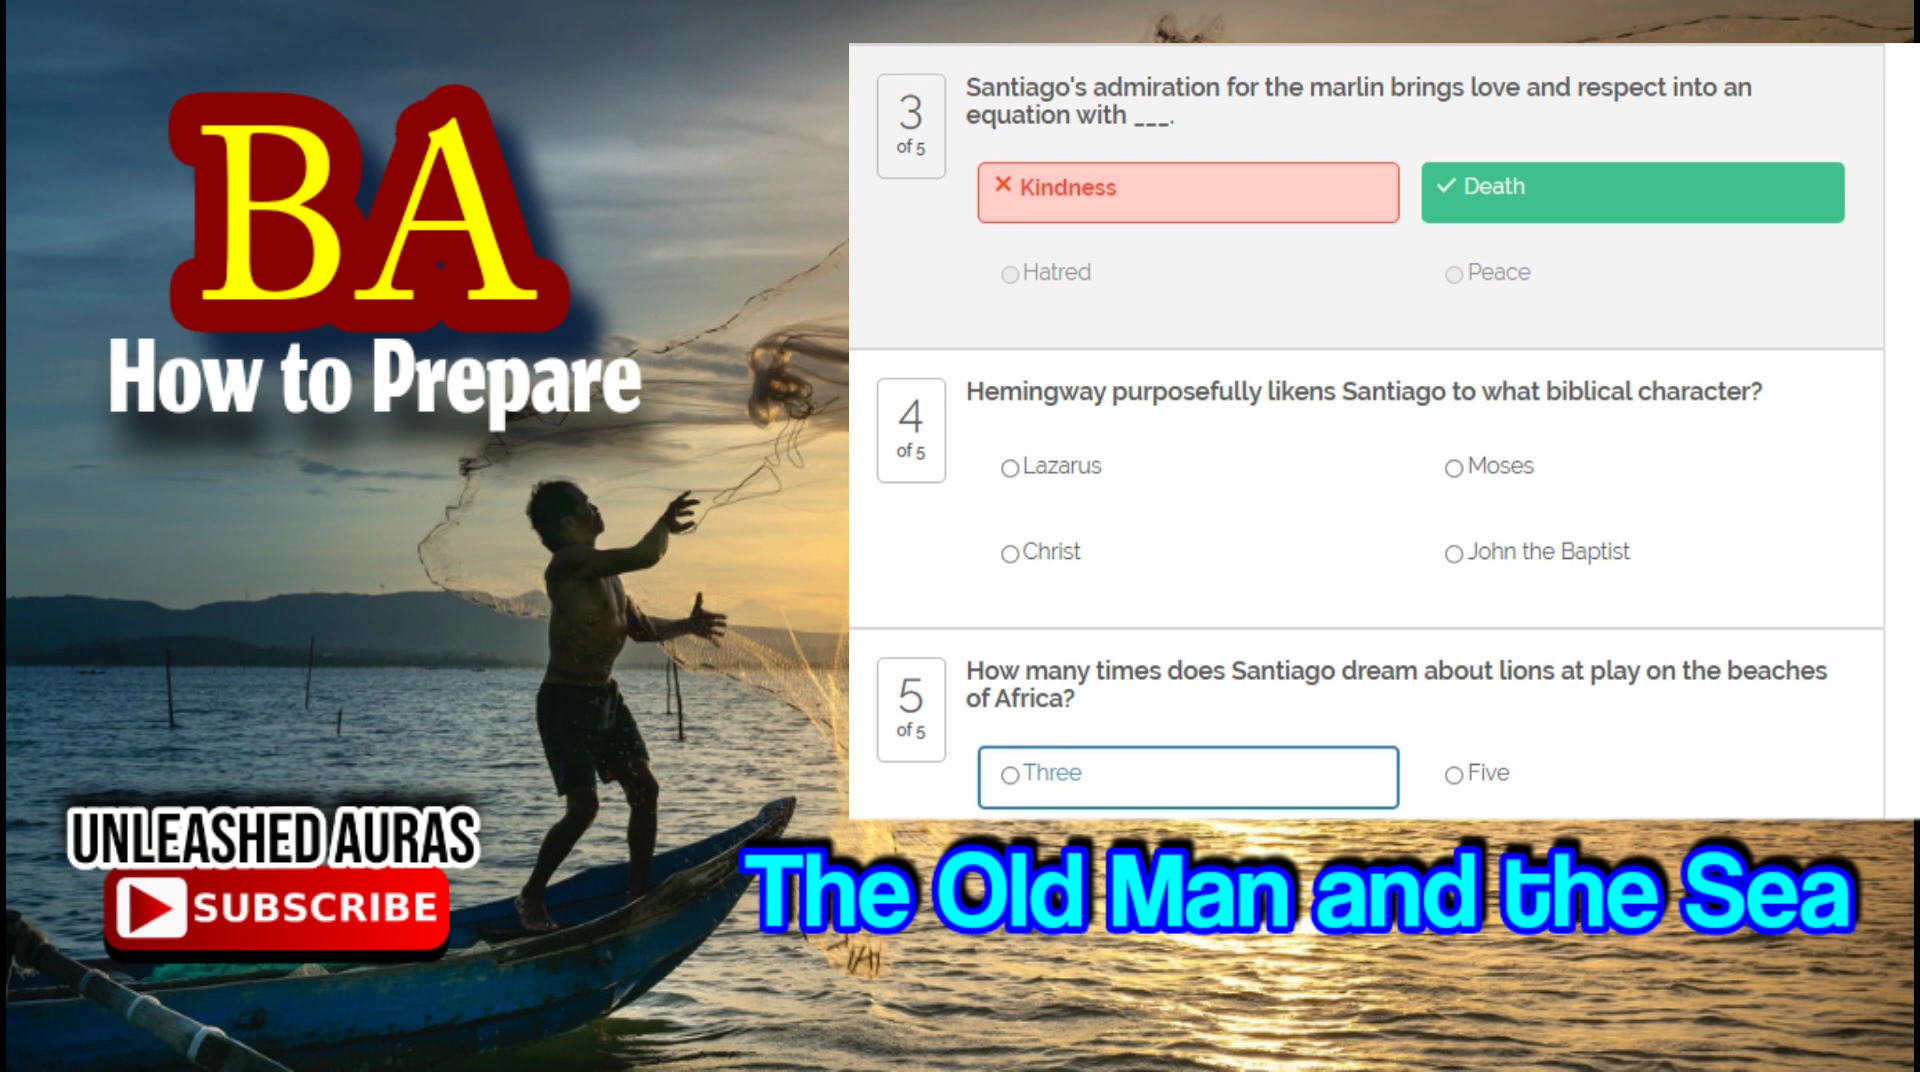 BA
How to Prepare
UNLEASHED AURAS
SUBSCRIBE
3
of 5
Santiago's admiration for the marlin brings love and respect into an
equation with ___.
Kindness
Death
Hatred
Peace
4
of 5
Hemingway purposefully likens Santiago to what biblical character?
Lazarus
Moses
Christ
John the Baptist
5
of 5
How many times does Santiago dream about lions at play on the beaches
of Africa?
Three
Five
The Old Man and the Sea